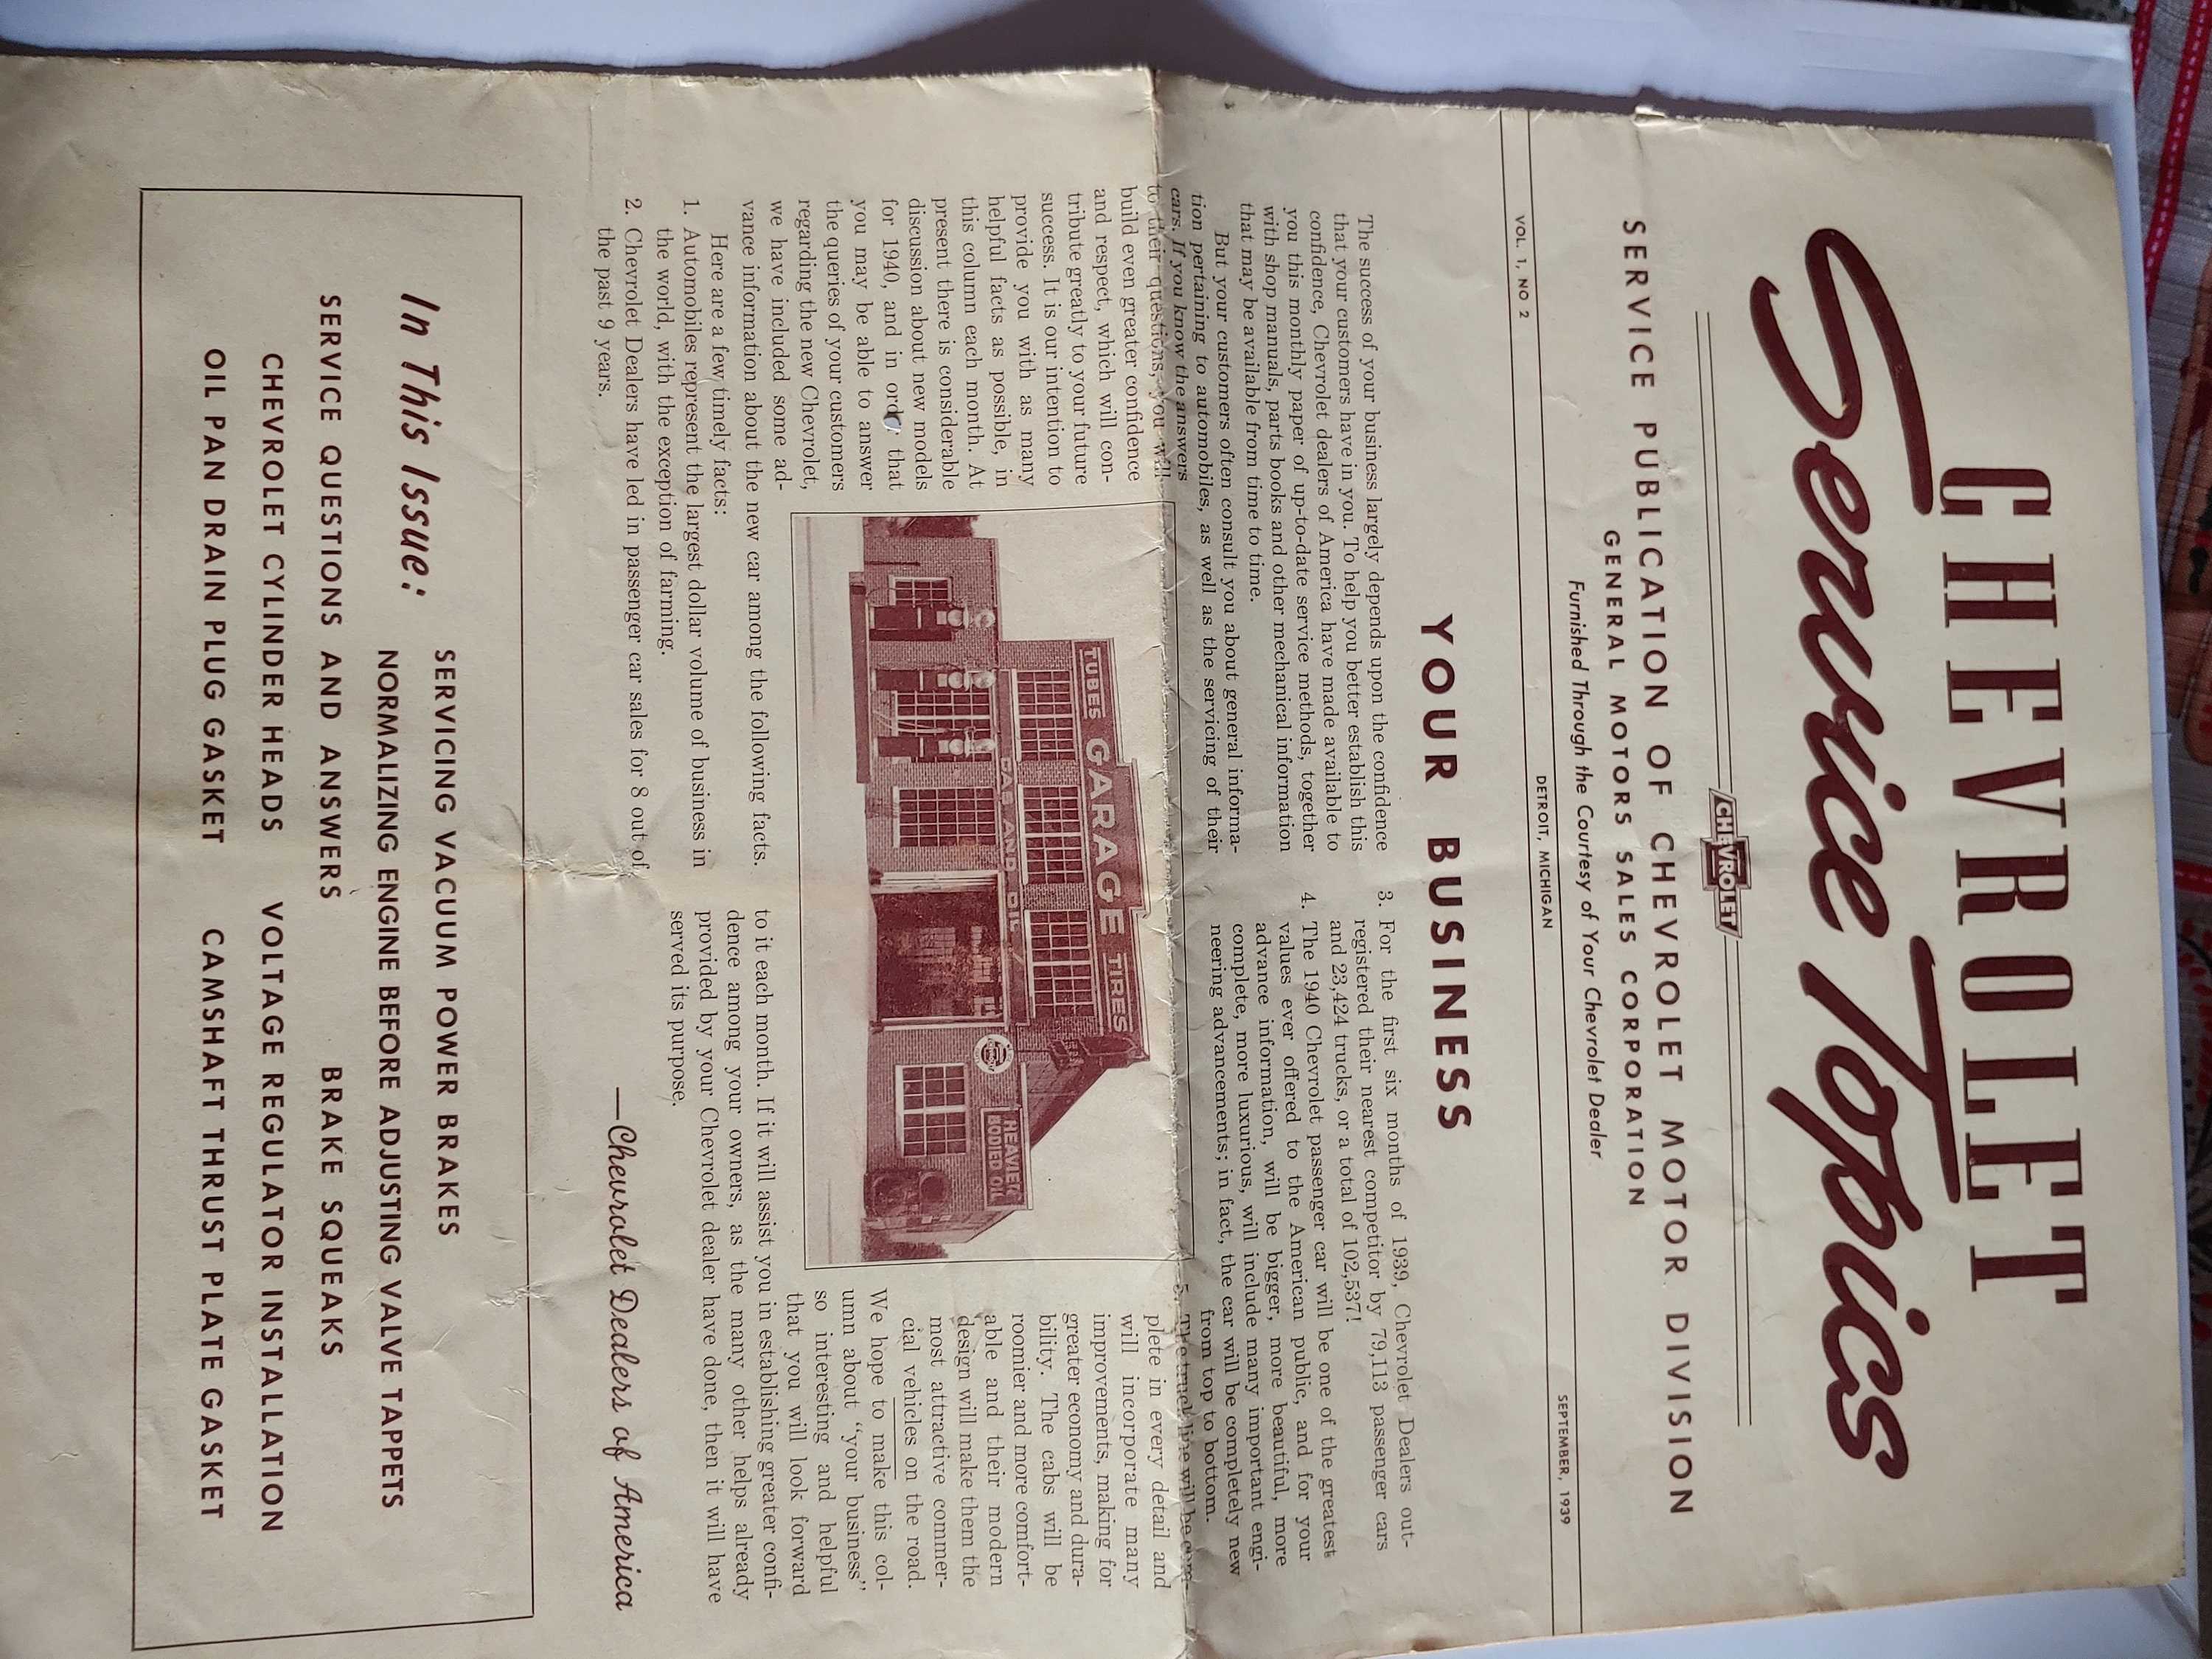 CHEVROLET
Service Topics
CHEVROLET
SERVICE PUBLICATION OF CHEVROLET MOTOR DIVISION
GENERAL MOTORS SALES CORPORATION
Furnished Through the Courtesy of Your Chevrolet Dealer
VOL. 1, NO 2 DETROIT, MICHIGAN SEPTEMBER, 1939
YOUR BUSINESS
The success of your business largely depends upon the confidence
that your customers have in you. To help you better establish this
confidence, Chevrolet dealers of America have made available to
you this monthly paper of up-to-date service methods, together
with shop manuals, parts books and other mechanical information
that may be available from time to time.
But your customers often consult you about general informa-
tion pertaining to automobiles, as well as the servicing of their
cars. If you know the answers
to their questions, you will
build even greater confidence
and respect, which will con-
tribute greatly to your future
success. It is our intention to
provide you with as many
helpful facts as possible, in
this column each month. At
present there is considerable
discussion about new models
for 1940, and in order that
you may be able to answer
the queries of your customers
regarding the new Chevrolet,
we have included some ad-
vance information about the new car among the following facts.
Here are a few timely facts:
1. Automobiles represent the largest dollar volume of business in
the world, with the exception of farming.
2. Chevrolet Dealers have led in passenger car sales for 8 out of
the past 9 years.
3. For the first six months of 1939, Chevrolet Dealers out-
registered their nearest competitor by 79,113 passenger cars
and 23,424 trucks, or a total of 102,537!
4. The 1940 Chevrolet passenger car will be one of the greatest
values ever offered to the American public, and for your
advance information, will be bigger, more beautiful, more
complete, more luxurious, will include many important engi-
neering advancements; in fact, the car will be completely new
from top to bottom.
5. The truck line will be com-
plete in every detail and
will incorporate many
improvements, making for
greater economy and dura-
bility. The cabs will be
roomier and more comfort-
able and their modern
design will make them the
most attractive commer-
cial vehicles on the road.
We hope to make this col-
umn about "your business"
so interesting and helpful
that you will look forward
to it each month. If it will assist you in establishing greater confi-
dence among your owners, as the many other helps already
provided by your Chevrolet dealer have done, then it will have
served its purpose.
—Chevrolet Dealers of America
TUBES GARAGE TIRES
GAS AND OIL
HEAVIER
BODIED OIL
In This Issue:
SERVICING VACUUM POWER BRAKES
NORMALIZING ENGINE BEFORE ADJUSTING VALVE TAPPETS
SERVICE QUESTIONS AND ANSWERS BRAKE SQUEAKS
CHEVROLET CYLINDER HEADS VOLTAGE REGULATOR INSTALLATION
OIL PAN DRAIN PLUG GASKET CAMSHAFT THRUST PLATE GASKET